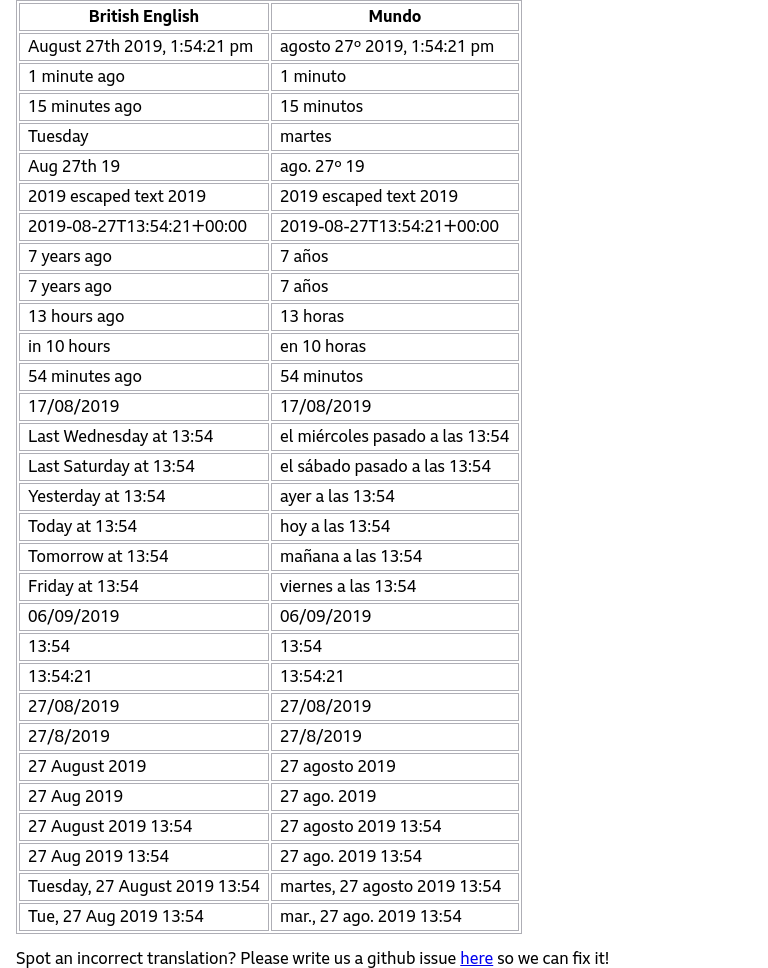 British English Mundo
August 27th 2019, 1:54:21 pm agosto 27º 2019, 1:54:21 pm
1 minute ago 1 minuto
15 minutes ago 15 minutos
Tuesday martes
Aug 27th 19 ago. 27º 19
2019 escaped text 2019 2019 escaped text 2019
2019-08-27T13:54:21+00:00 2019-08-27T13:54:21+00:00
7 years ago 7 años
7 years ago 7 años
13 hours ago 13 horas
in 10 hours en 10 horas
54 minutes ago 54 minutos
17/08/2019 17/08/2019
Last Wednesday at 13:54 el miércoles pasado a las 13:54
Last Saturday at 13:54 el sábado pasado a las 13:54
Yesterday at 13:54 ayer a las 13:54
Today at 13:54 hoy a las 13:54
Tomorrow at 13:54 mañana a las 13:54
Friday at 13:54 viernes a las 13:54
06/09/2019 06/09/2019
13:54 13:54
13:54:21 13:54:21
27/08/2019 27/08/2019
27/8/2019 27/8/2019
27 August 2019 27 agosto 2019
27 Aug 2019 27 ago. 2019
27 August 2019 13:54 27 agosto 2019 13:54
27 Aug 2019 13:54 27 ago. 2019 13:54
Tuesday, 27 August 2019 13:54 martes, 27 agosto 2019 13:54
Tue, 27 Aug 2019 13:54 mar., 27 ago. 2019 13:54
Spot an incorrect translation? Please write us a github issue here so we can fix it!